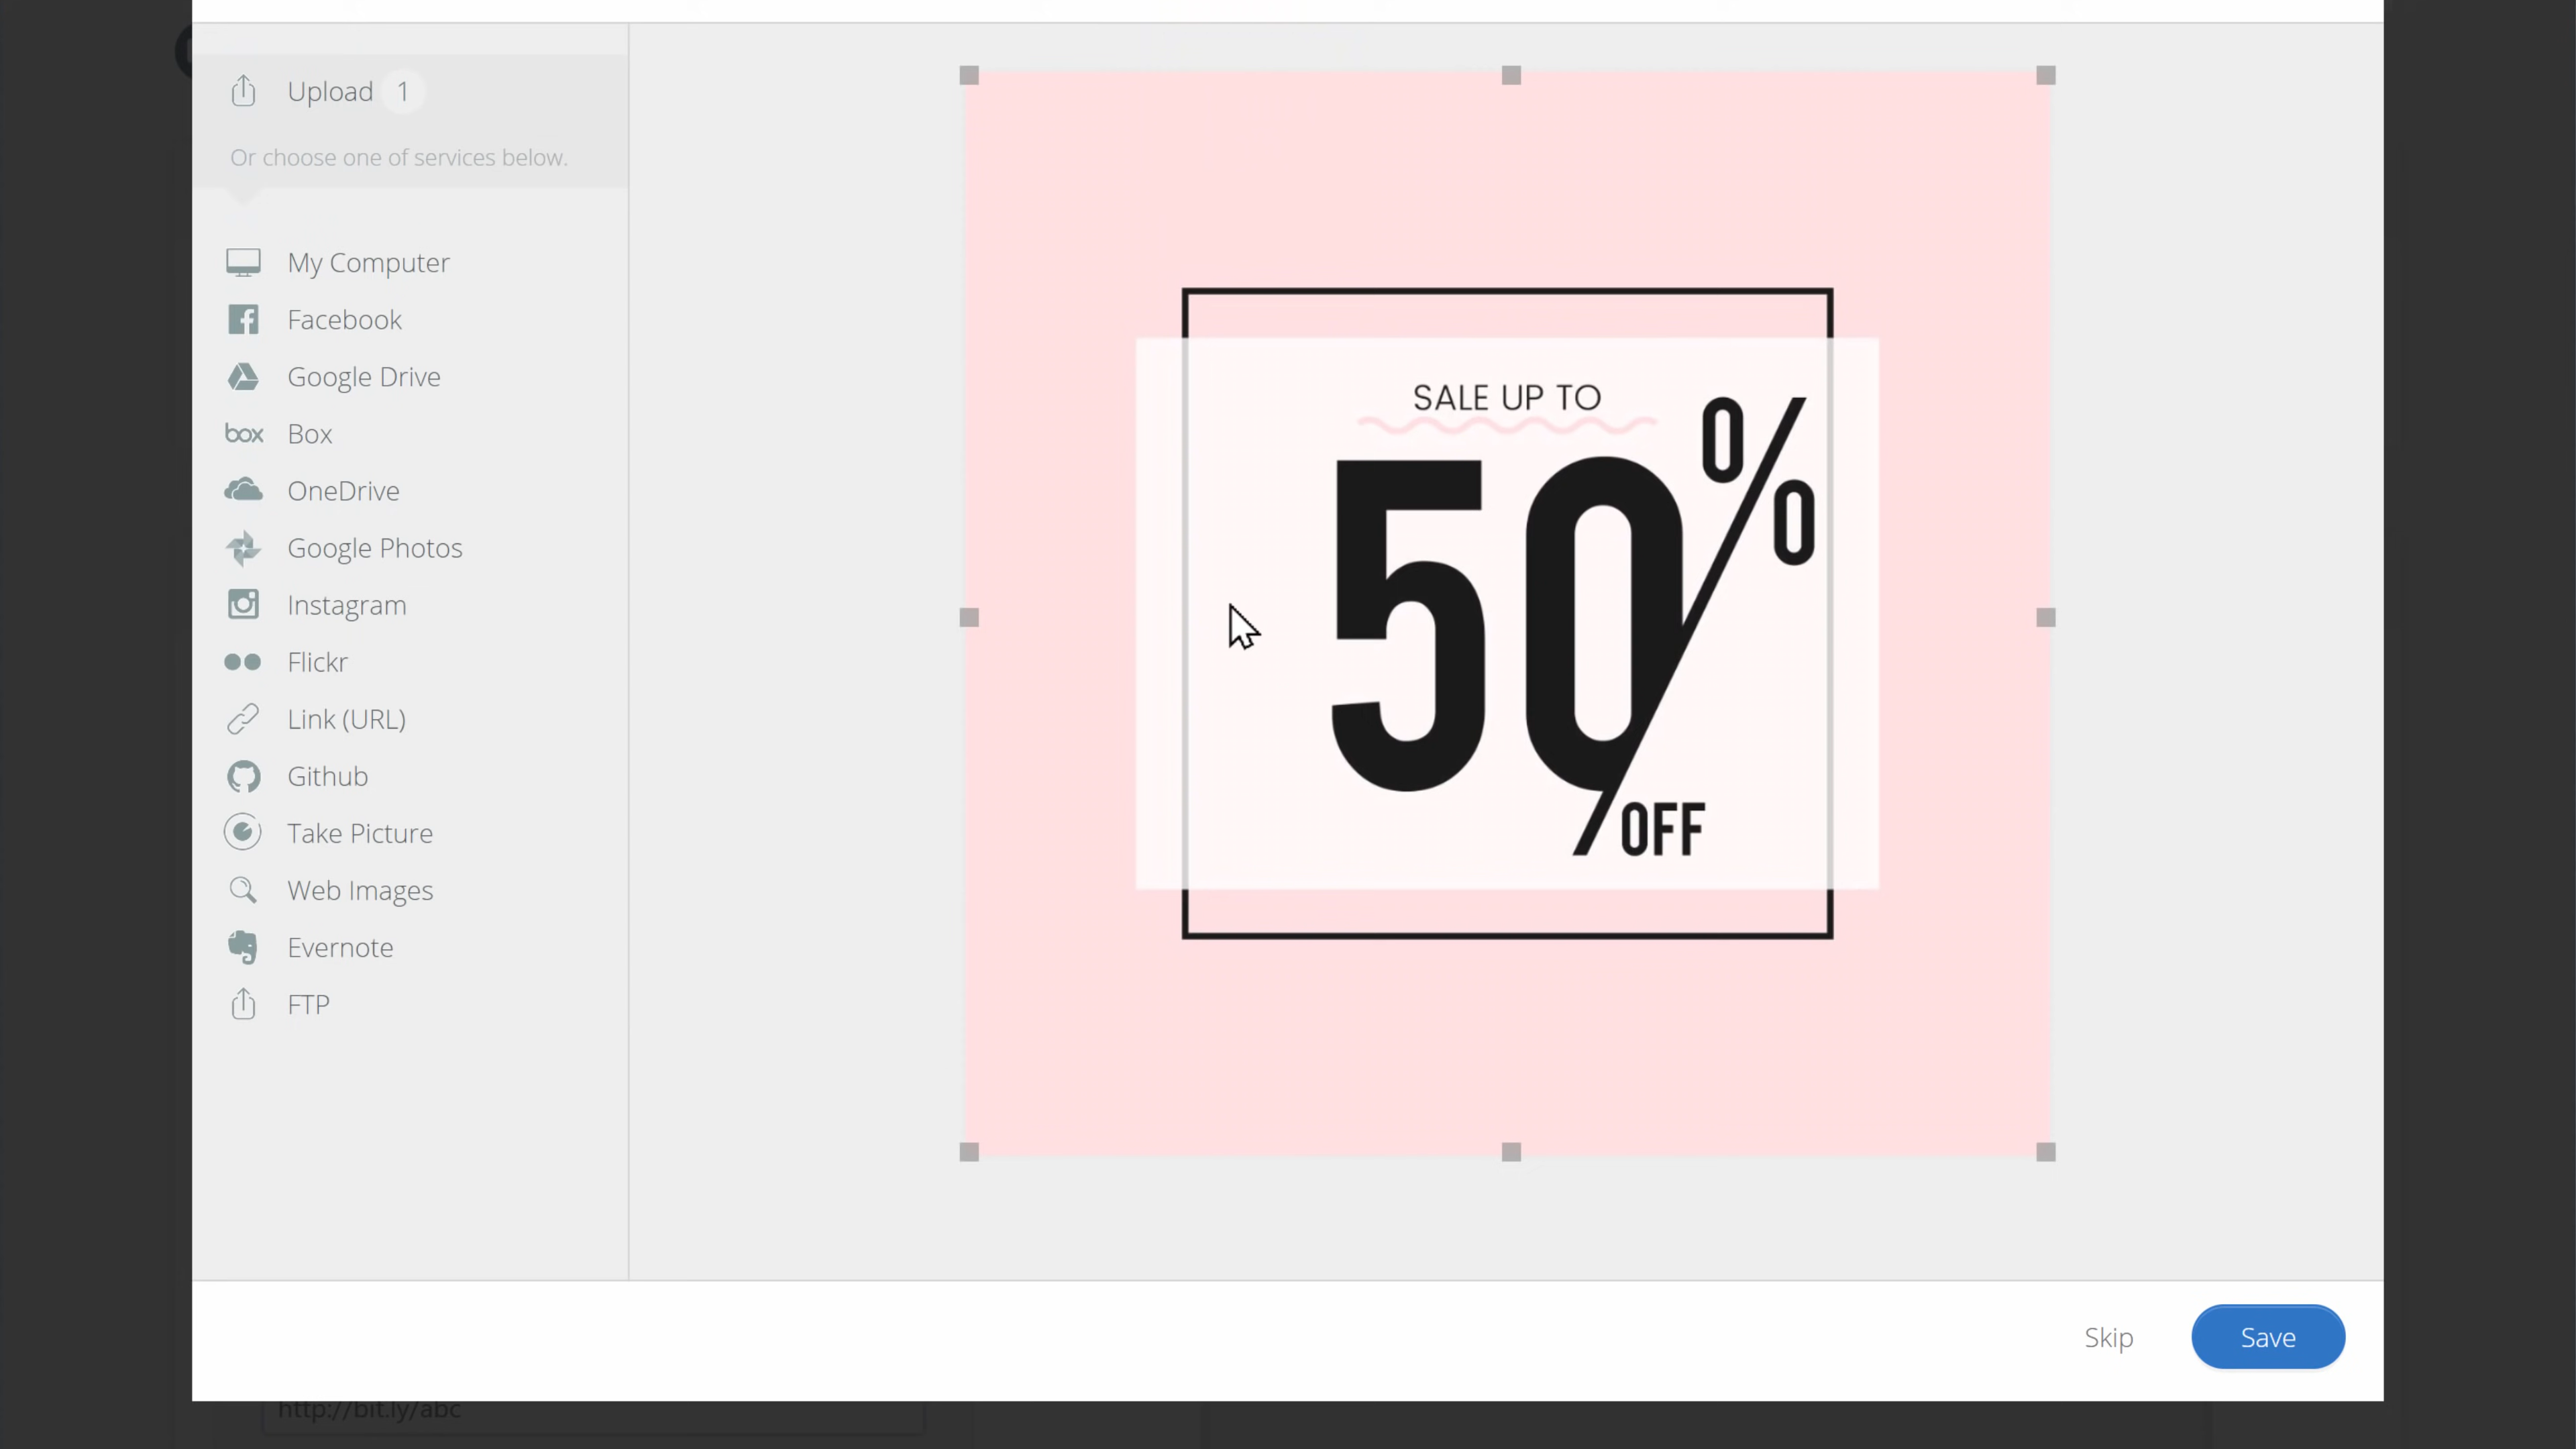 Upload 1
Or choose one of services below.
My Computer
Facebook
Google Drive
box Box
OneDrive
Google Photos
Instagram
Flickr
Link (URL)
Github
Take Picture
Web Images
Evernote
FTP
SALE UP TO
50%
OFF
Skip
Save
http://bit.ly/abc